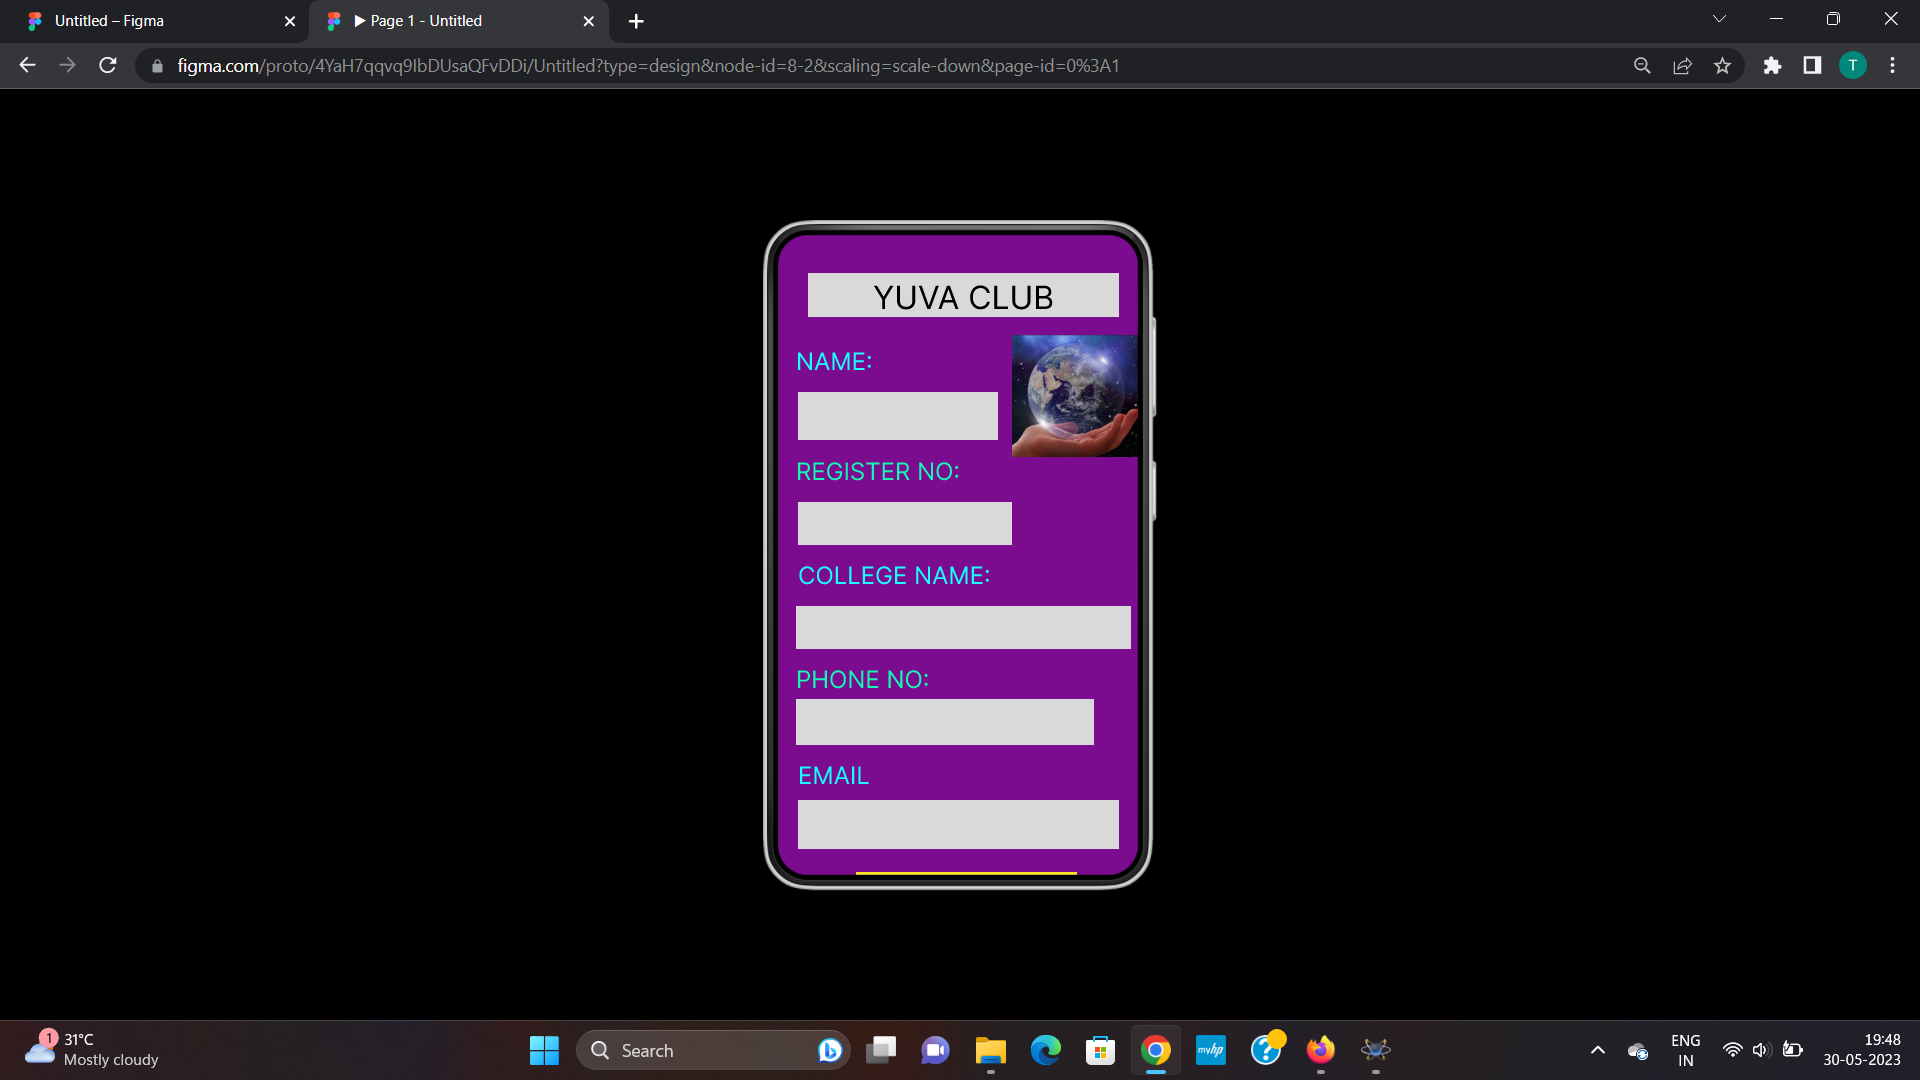 Untitled – Figma
Page 1 - Untitled
figma.com/proto/4YaH7qqvq9IbDUsaQFvDDi/Untitled?type=design&node-id=8-2&scaling=scale-down&page-id=0%3A1
T
YUVA CLUB
NAME:
REGISTER NO:
COLLEGE NAME:
PHONE NO:
EMAIL
1
31°C
Mostly cloudy
Search
myhp
ENG
IN
19:48
30-05-2023